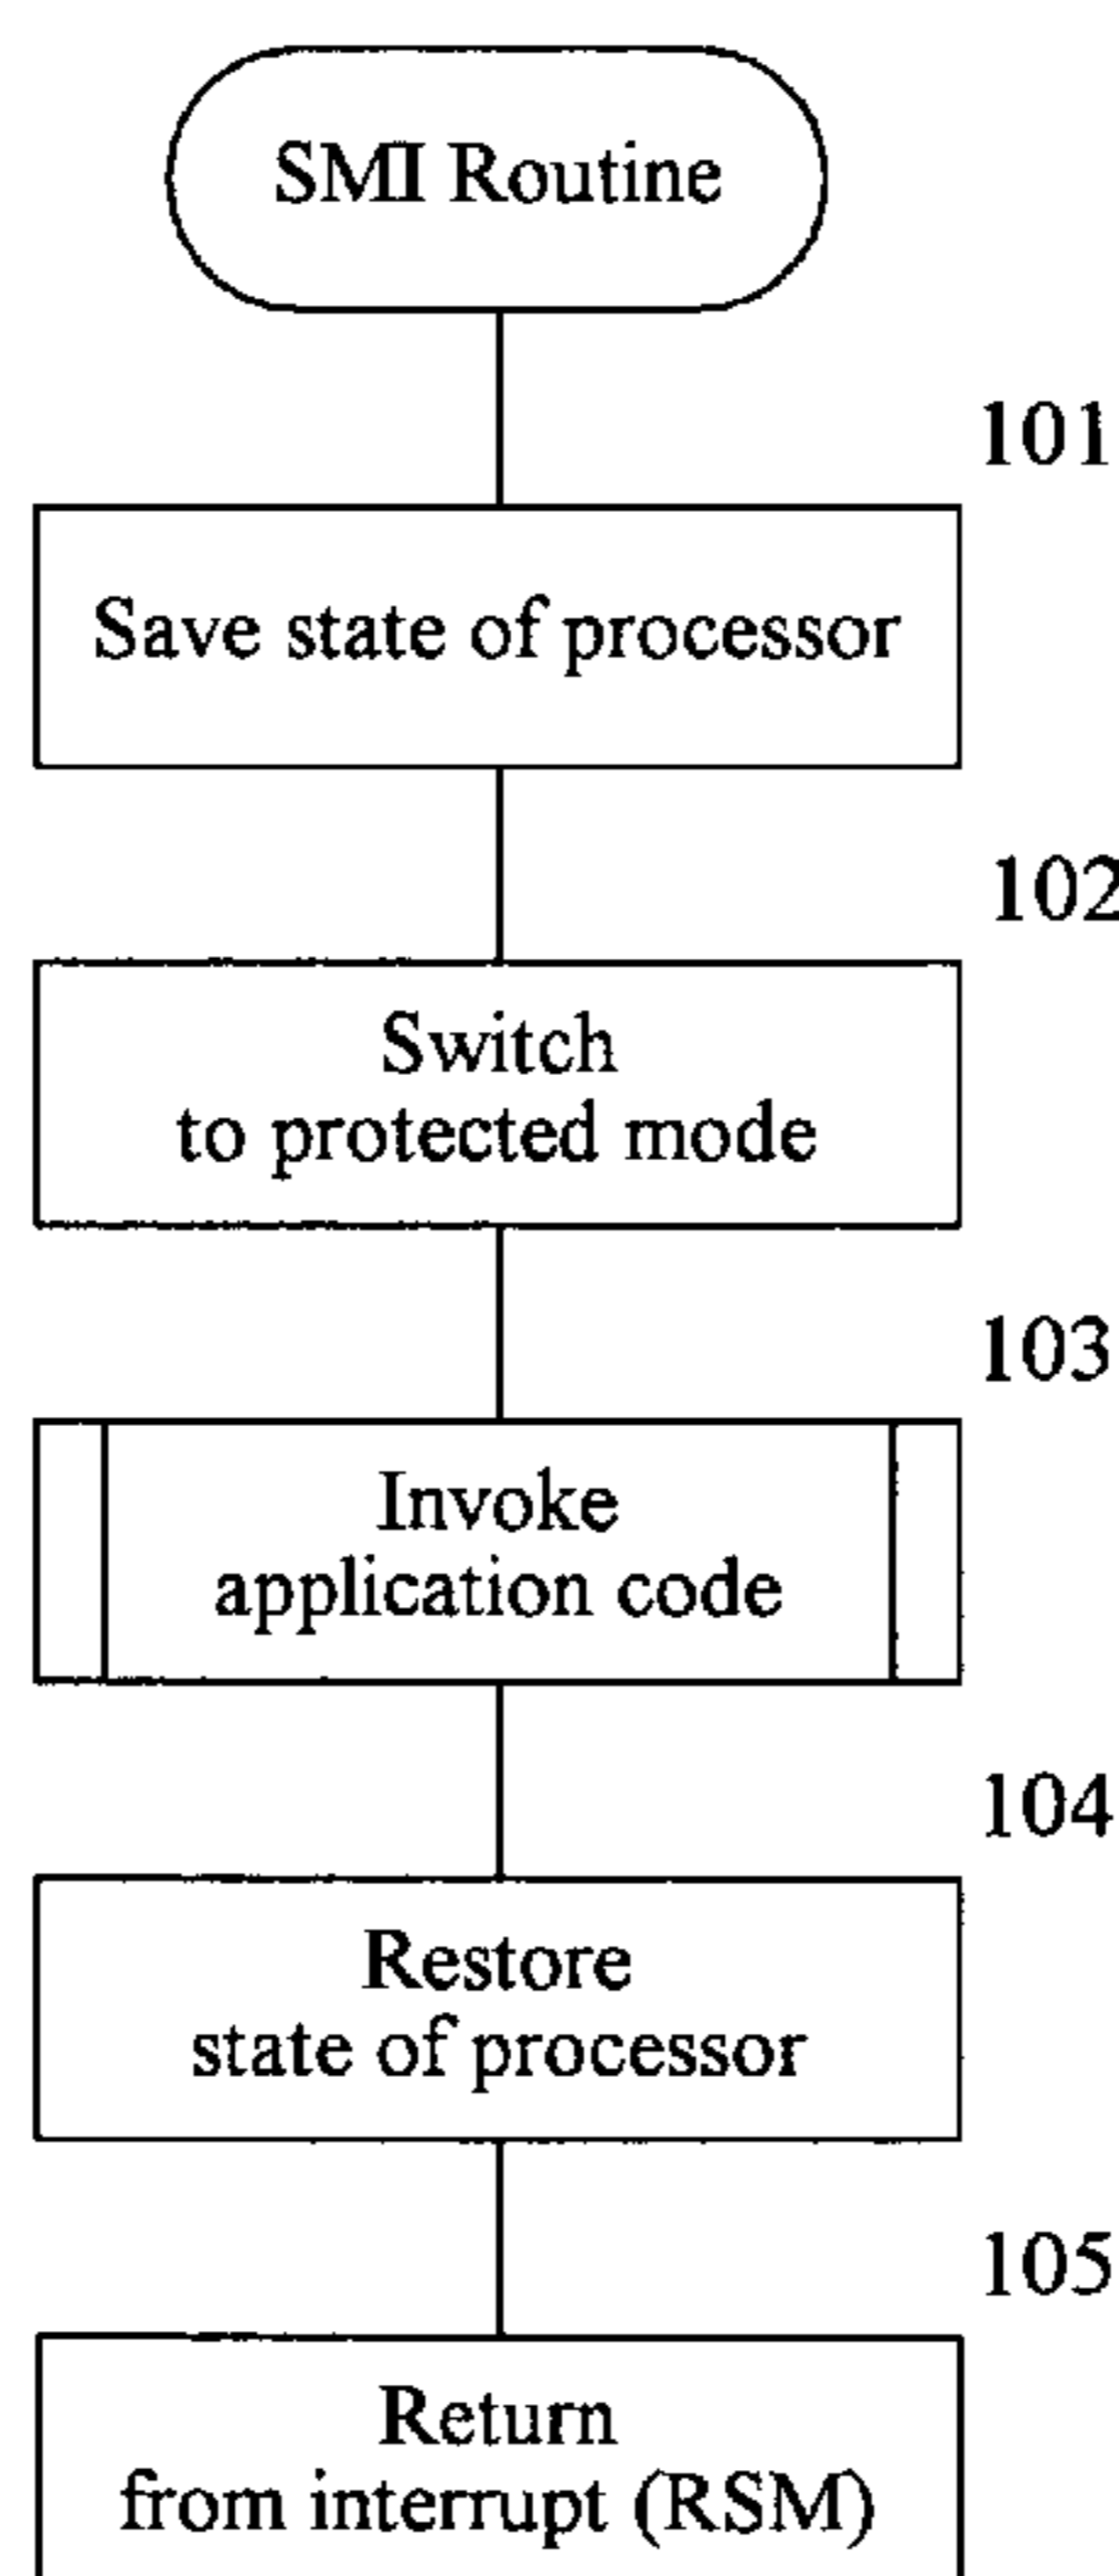 SMI Routine
101
Save state of processor
102
Switch
to protected mode
103
Invoke
application code
104
Restore
state of processor
105
Return
from interrupt (RSM)